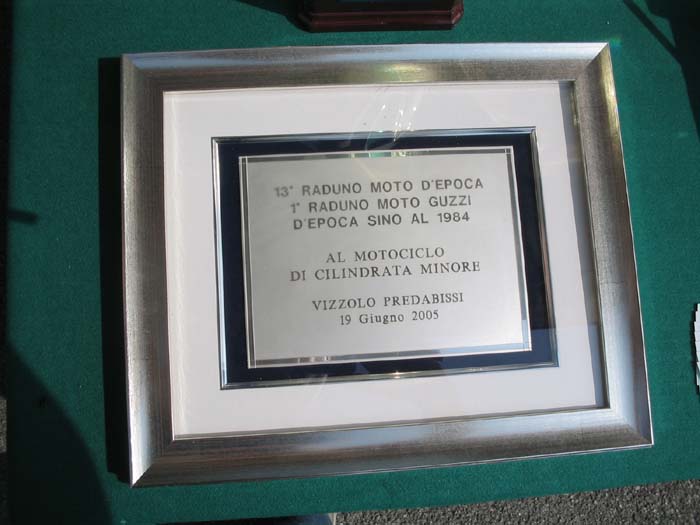 13° RADUNO MOTO D'EPOCA
1° RADUNO MOTO GUZZI
D'EPOCA SINO AL 1984
AL MOTOCICLO
DI CILINDRATA MINORE
VIZZOLO PREDABISSI
19 Giugno 2005